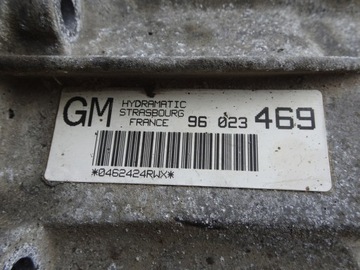 GM HYDRAMATIC
STRASBOURG
FRANCE 96 023 469
*0462424RWX*